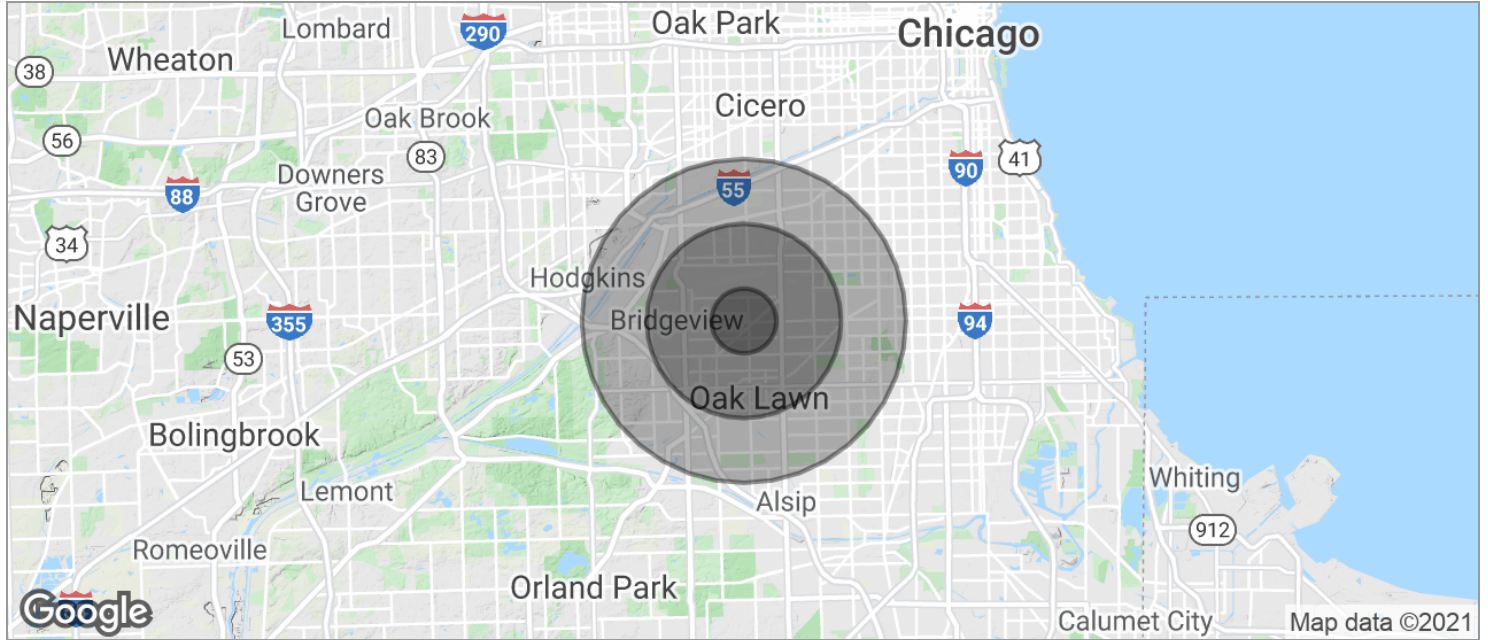 Lombard
290
Oak Park
Chicago
Wheaton
38
Cicero
Oak Brook
56
83
41
90
Downers
Grove
88
55
34
Hodgkins
Naperville
355
Bridgeview
94
53
Oak Lawn
Bolingbrook
Lemont
Alsip
Whiting
912
Romeoville
Orland Park
Google
Calumet City
Map data ©2021